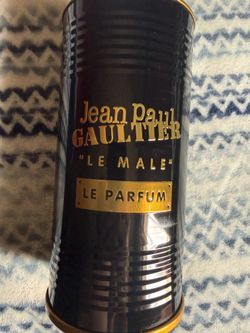 Jean Paul
GAULTIER
"LE MALE"
LE PARFUM